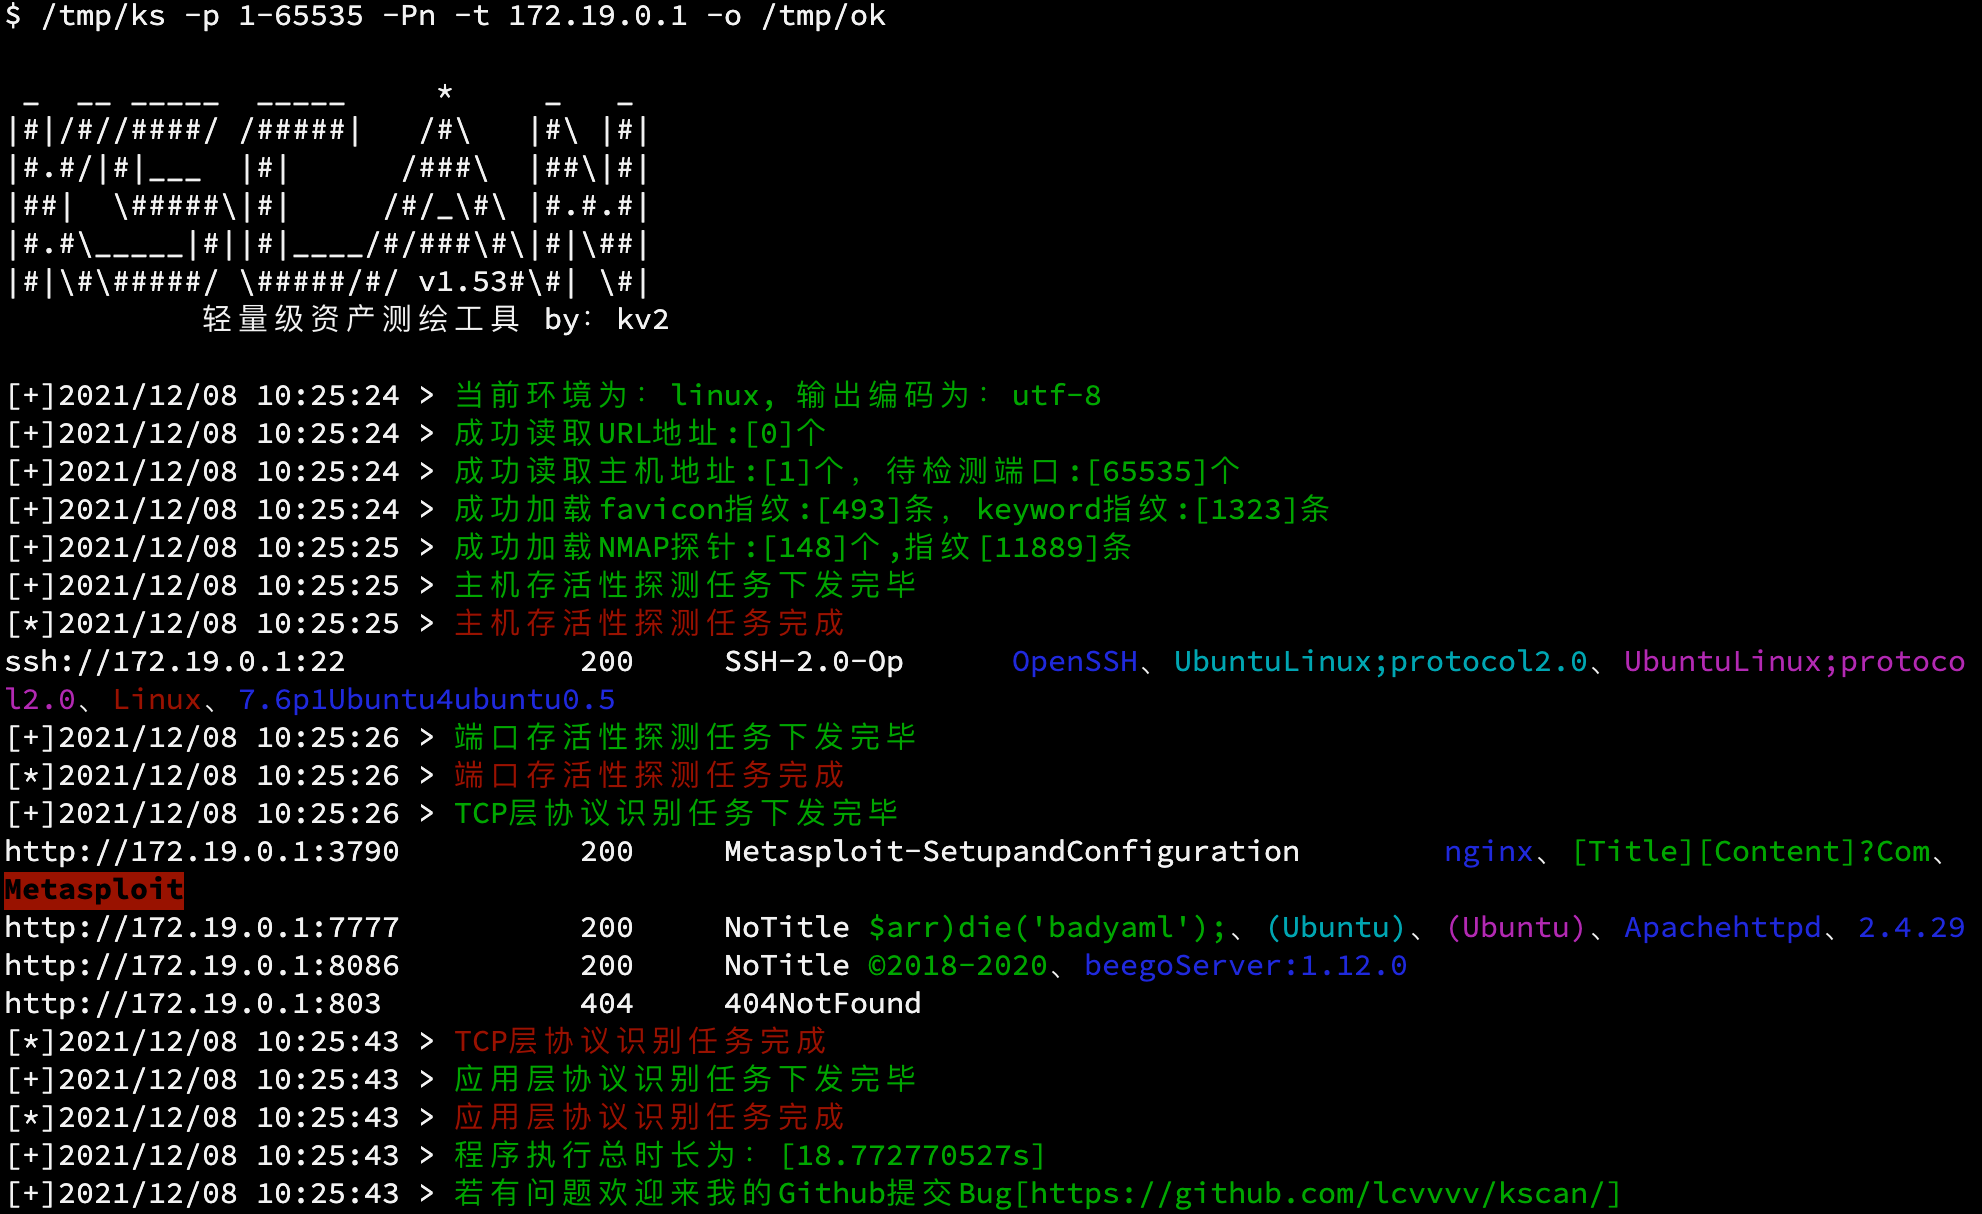 $ /tmp/ks -p 1-65535 -Pn -t 172.19.0.1 -o /tmp/ok
 _  __ _____  _____     *     _   _
|#|/#//####/ /#####|   /#\   |#\ |#|
|#.#/|#|___  |#|      /###\  |##\|#|
|##|  \#####\|#|     /#/_\#\ |#.#.#|
|#.#\_____|#||#|____/#/###\#\|#|\##|
|#|\#\#####/ \#####/#/ v1.53#\#| \#|
轻量级资产测绘工具 by：kv2
[+]2021/12/08 10:25:24 > 当前环境为：linux, 输出编码为：utf-8
[+]2021/12/08 10:25:24 > 成功读取URL地址:[0]个
[+]2021/12/08 10:25:24 > 成功读取主机地址:[1]个，待检测端口:[65535]个
[+]2021/12/08 10:25:24 > 成功加载favicon指纹:[493]条，keyword指纹:[1323]条
[+]2021/12/08 10:25:25 > 成功加载NMAP探针:[148]个,指纹[11889]条
[+]2021/12/08 10:25:25 > 主机存活性探测任务下发完毕
[*]2021/12/08 10:25:25 > 主机存活性探测任务完成
ssh://172.19.0.1:22 200 SSH-2.0-Op OpenSSH、UbuntuLinux;protocol2.0、UbuntuLinux;protoco
l2.0、Linux、7.6p1Ubuntu4ubuntu0.5
[+]2021/12/08 10:25:26 > 端口存活性探测任务下发完毕
[*]2021/12/08 10:25:26 > 端口存活性探测任务完成
[+]2021/12/08 10:25:26 > TCP层协议识别任务下发完毕
http://172.19.0.1:3790 200 Metasploit-SetupandConfiguration nginx、[Title][Content]?Com、
Metasploit
http://172.19.0.1:7777 200 NoTitle $arr)die('badyaml');、(Ubuntu)、(Ubuntu)、Apachehttpd、2.4.29
http://172.19.0.1:8086 200 NoTitle ©2018-2020、beegoServer:1.12.0
http://172.19.0.1:803 404 404NotFound
[*]2021/12/08 10:25:43 > TCP层协议识别任务完成
[+]2021/12/08 10:25:43 > 应用层协议识别任务下发完毕
[*]2021/12/08 10:25:43 > 应用层协议识别任务完成
[+]2021/12/08 10:25:43 > 程序执行总时长为：[18.772770527s]
[+]2021/12/08 10:25:43 > 若有问题欢迎来我的Github提交Bug[https://github.com/lcvvvv/kscan/]